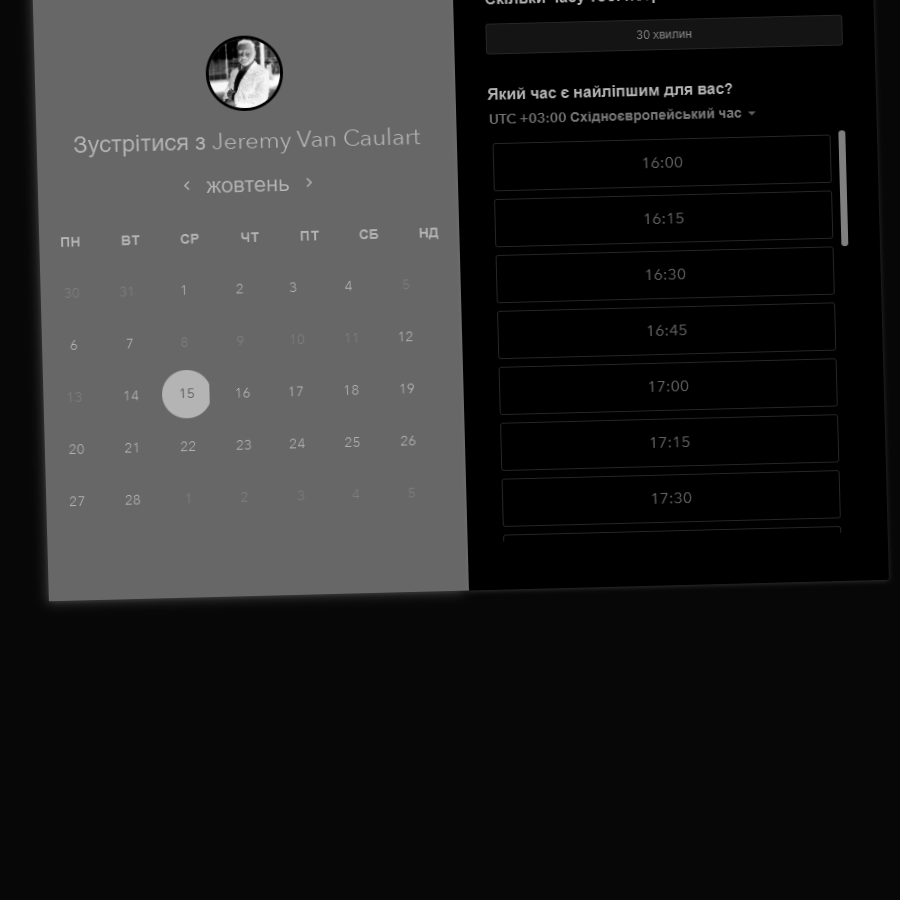 Зустрітися з Jeremy Van Caulart
жовтень
ПН ВТ СР ЧТ ПТ СБ НД
30 31 1 2 3 4 5
6 7 8 9 10 11 12
13 14 15 16 17 18 19
20 21 22 23 24 25 26
27 28 1 2 3 4 5
Скільки часу
30 хвилин
Який час є найліпшим для вас?
UTC +03:00 Східноєвропейський час
16:00
16:15
16:30
16:45
17:00
17:15
17:30